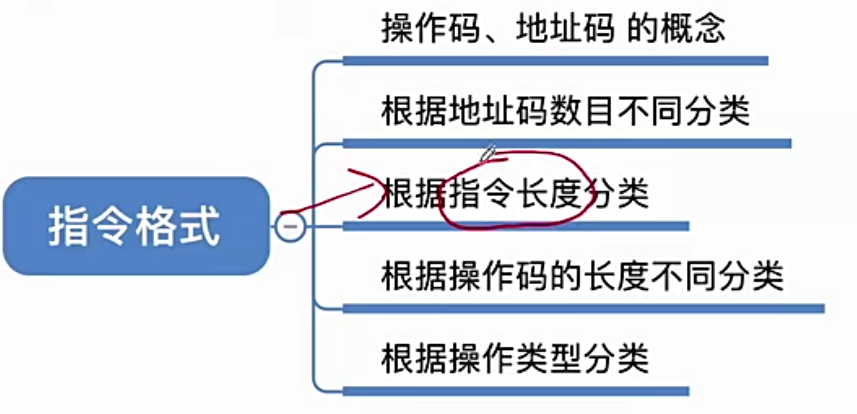 操作码、地址码 的概念
根据地址码数目不同分类
指令格式
根据指令长度分类
根据操作码的长度不同分类
根据操作类型分类